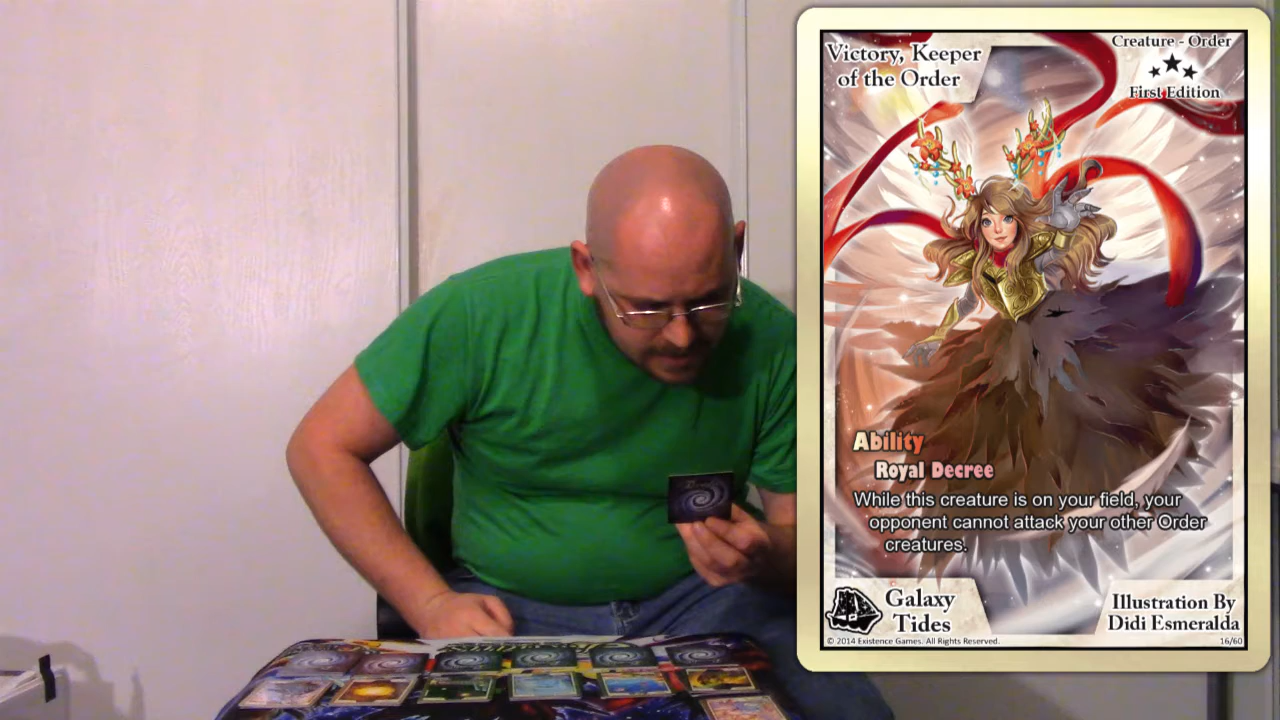 Victory, Keeper
of the Order
Creature - Order
First Edition
Ability
Royal Decree
While this creature is on your field, your
opponent cannot attack your other Order
creatures.
Galaxy
Tides
Illustration By
Didi Esmeralda
© 2014 Existence Games. All Rights Reserved.
16/60